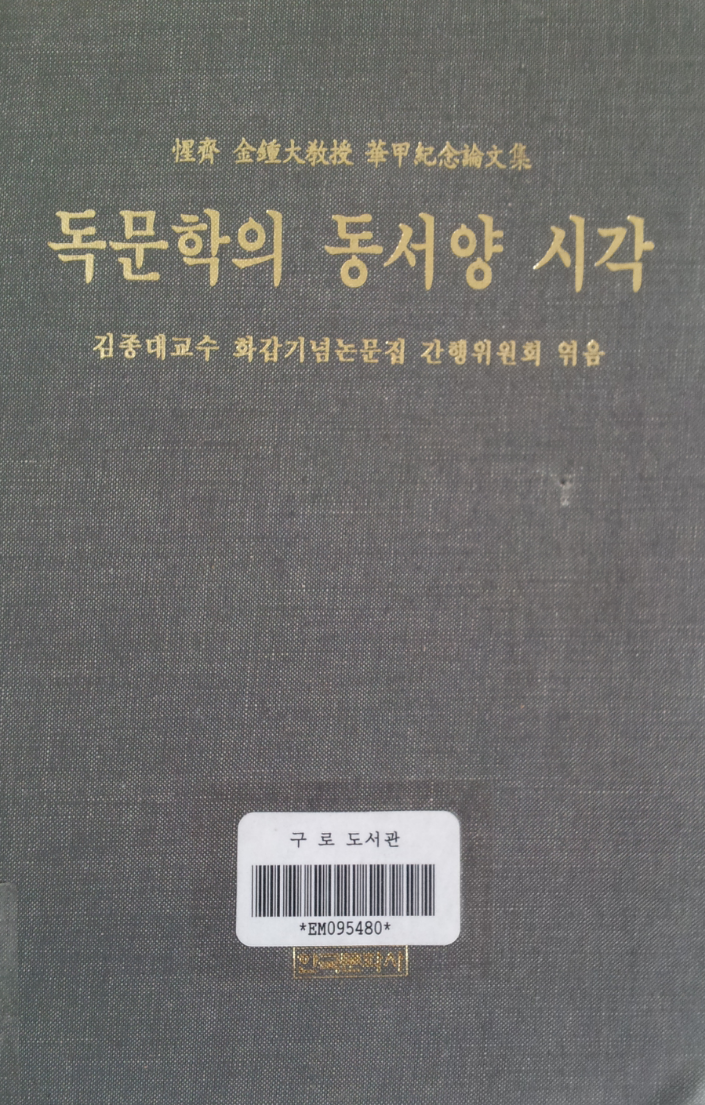 惺齊 金鍾大敎授 華甲紀念論文集
독문학의 동서양 시각
김종대교수 화갑기념논문집 간행위원회 엮음
구 로 도서관
*EM095480*